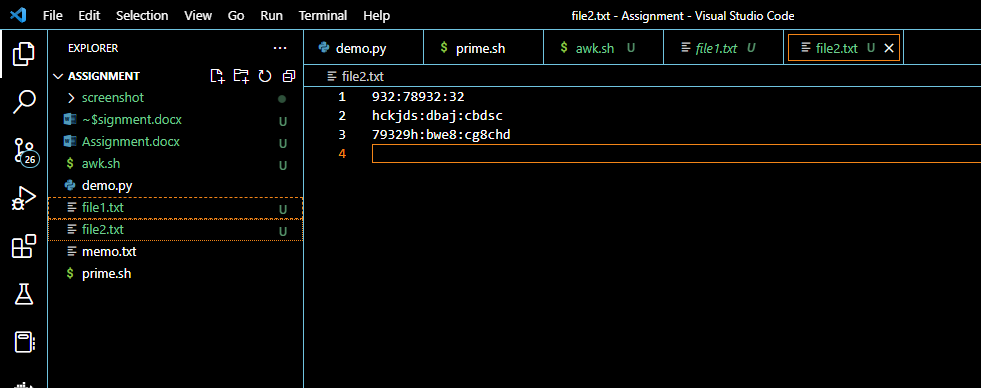 File Edit Selection View Go Run Terminal Help file2.txt - Assignment - Visual Studio Code
EXPLORER ···
demo.py $ prime.sh $ awk.sh U file1.txt U file2.txt U
ASSIGNMENT
file2.txt
screenshot
~$signment.docx U
Assignment.docx U
$ awk.sh U
demo.py
file1.txt U
file2.txt U
memo.txt
$ prime.sh
26
1 932:78932:32
2 hckjds:dbaj:cbdsc
3 79329h:bwe8:cg8chd
4